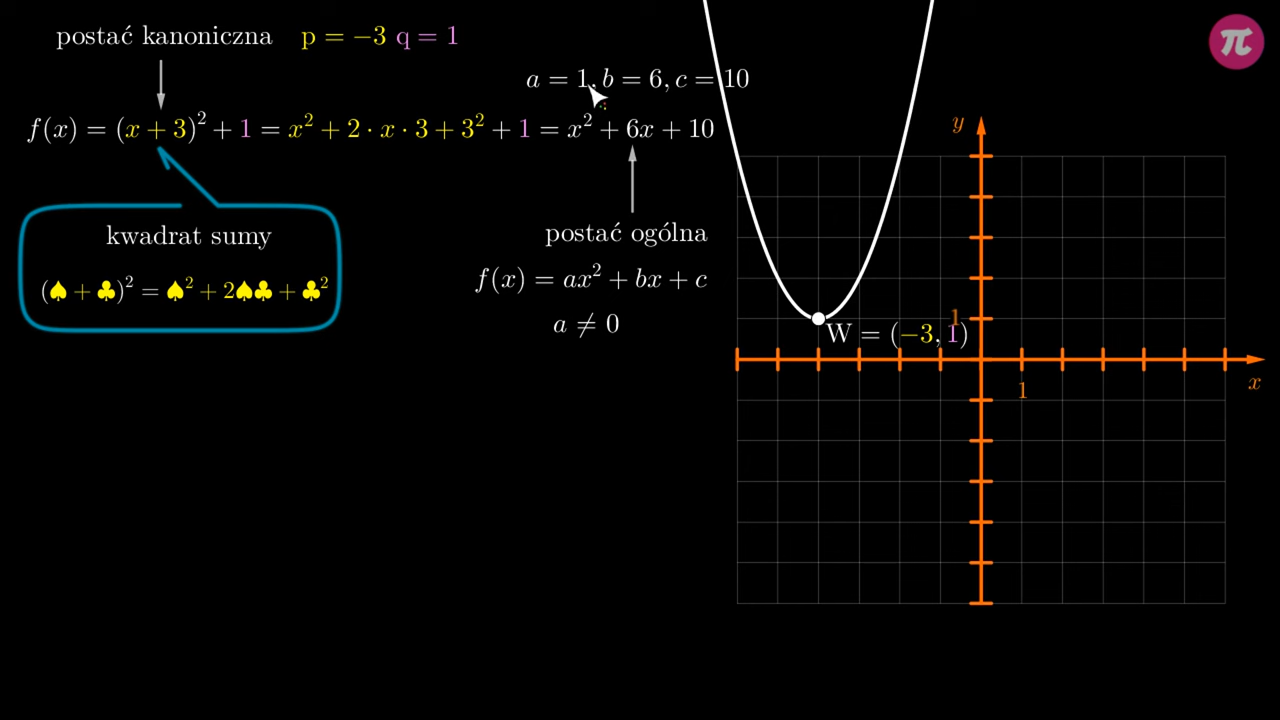 postać kanoniczna p = −3 q = 1
a = 1, b = 6, c = 10
f(x) = (x + 3)² + 1 = x² + 2 · x · 3 + 3² + 1 = x² + 6x + 10
kwadrat sumy
(♠ + ♣)² = ♠² + 2♠♣ + ♣²
postać ogólna
f(x) = ax² + bx + c
a ≠ 0
π
y
1
W = (−3, 1)
1
x